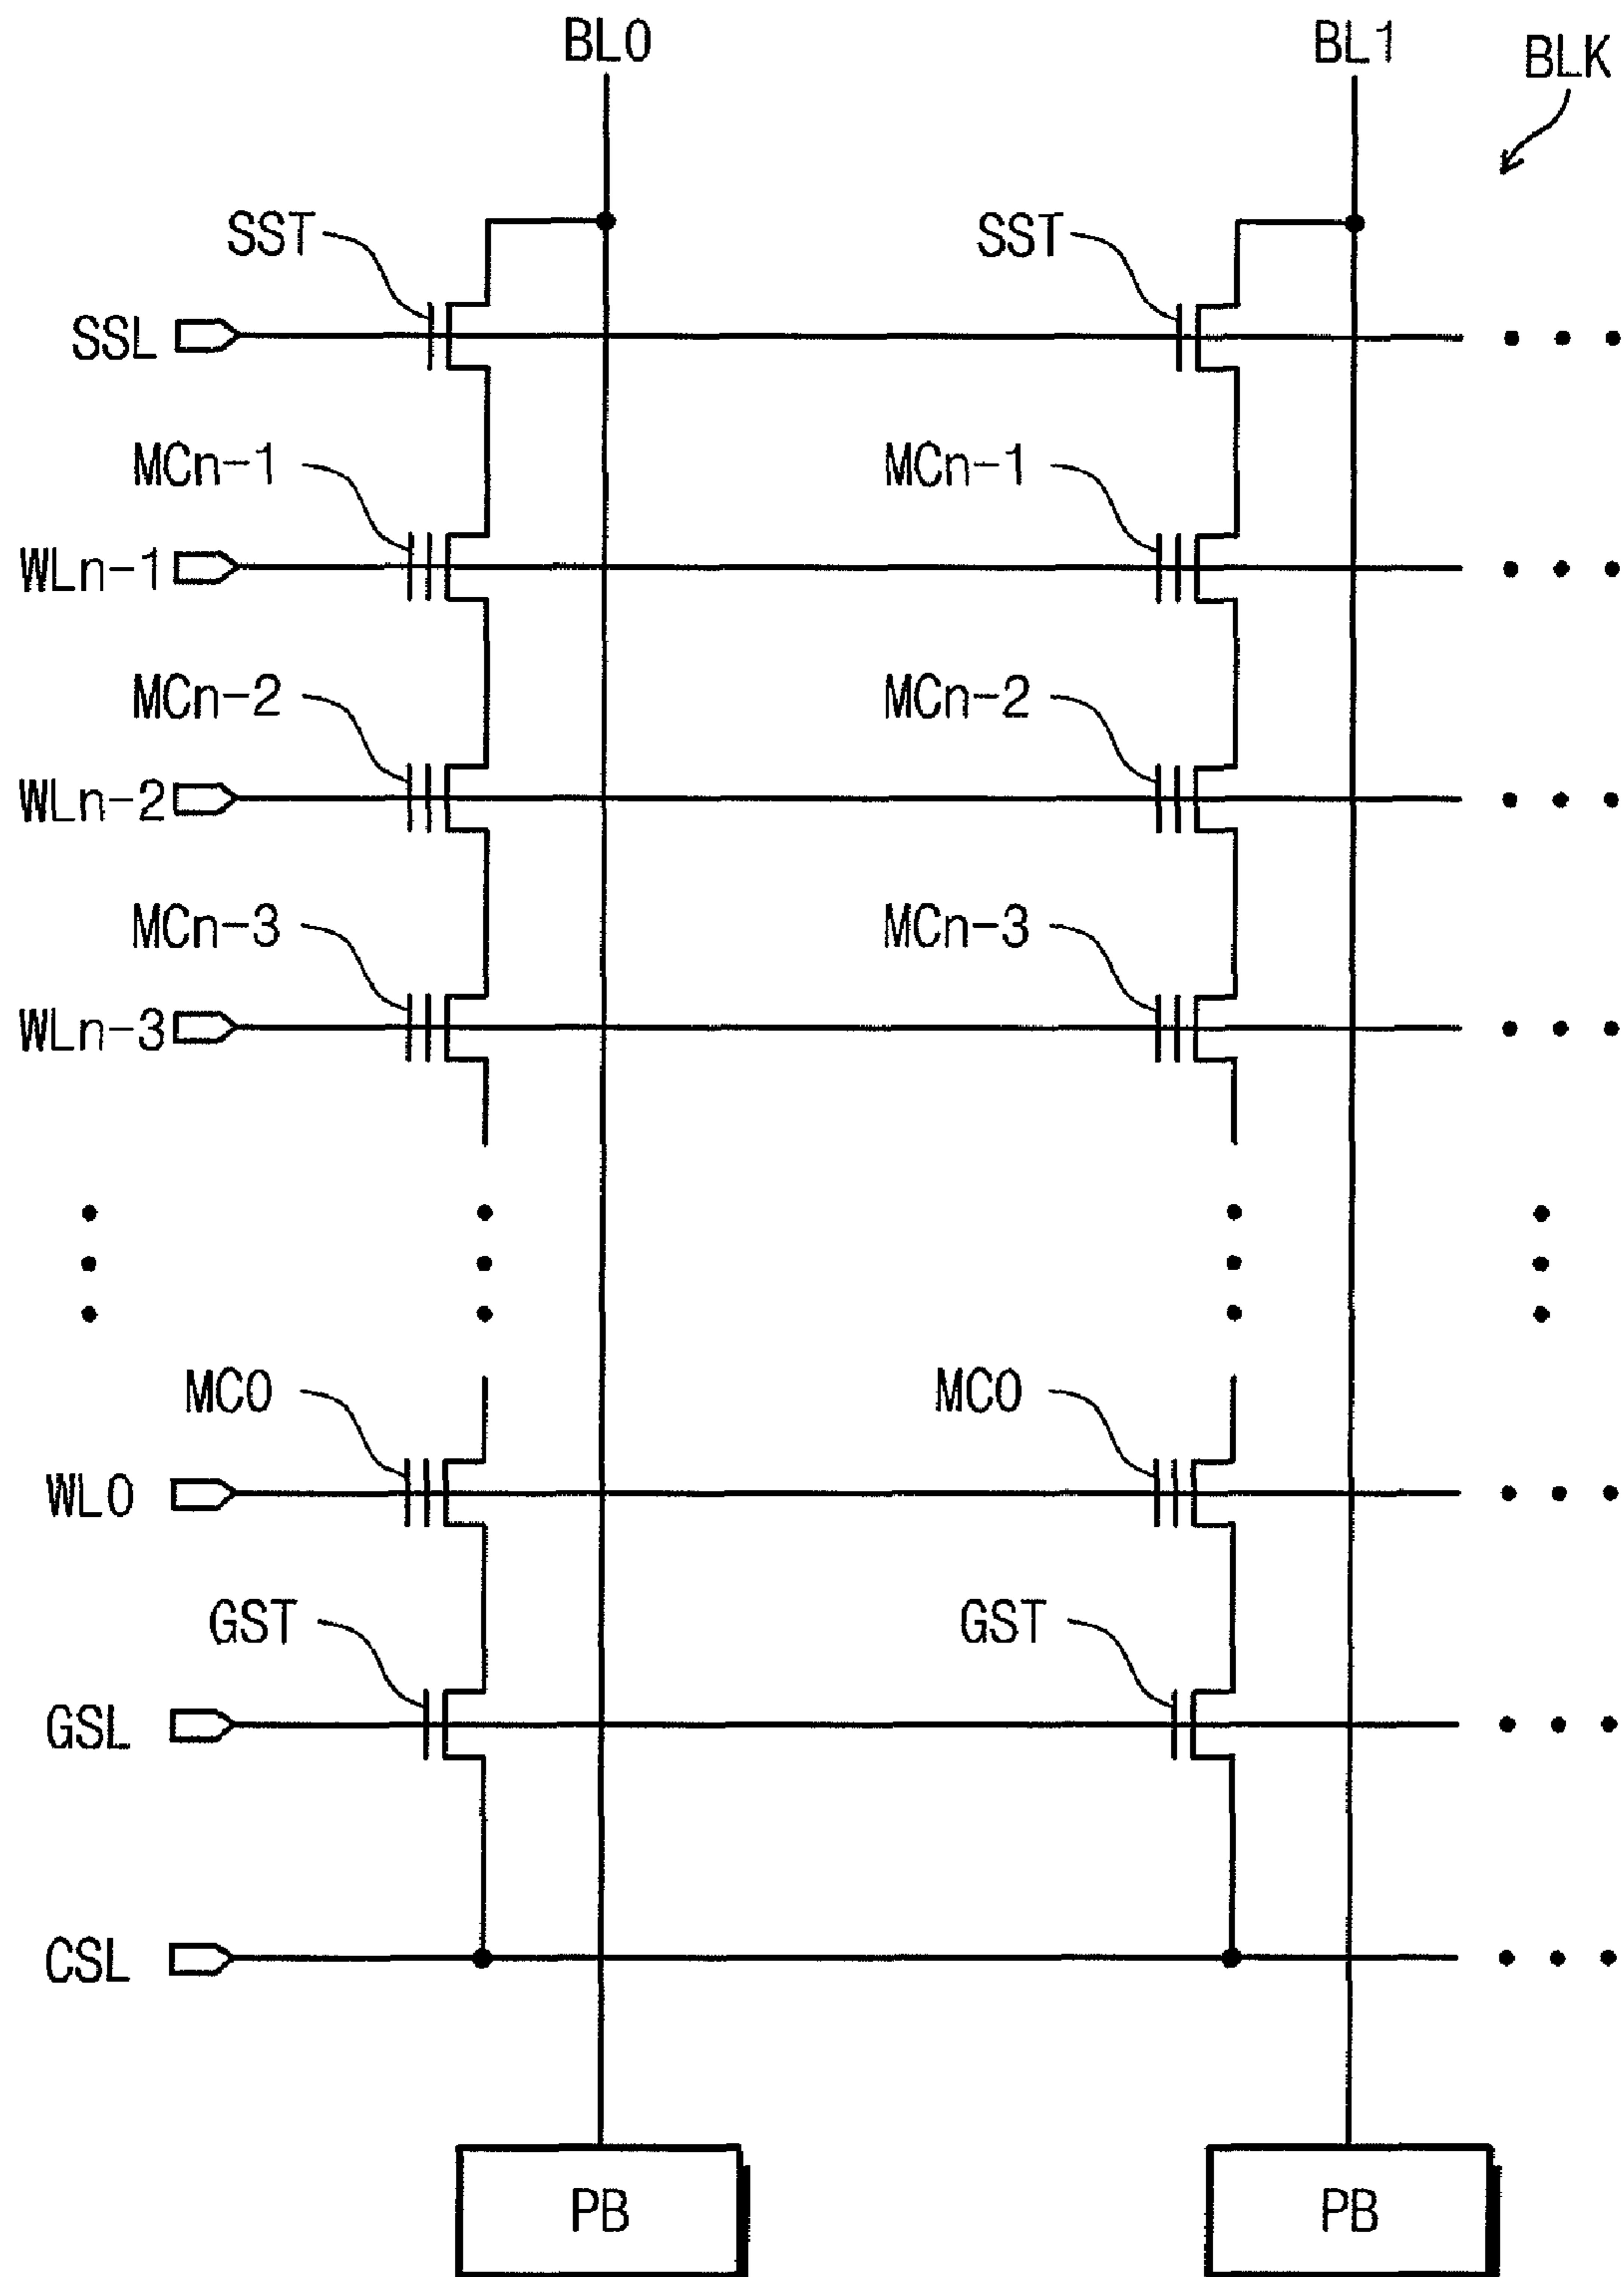 BL0 BL1 BLK
SST SST
SSL
MCn-1 MCn-1
WLn-1
MCn-2 MCn-2
WLn-2
MCn-3 MCn-3
WLn-3
MC0 MC0
WL0
GST GST
GSL
CSL
PB PB